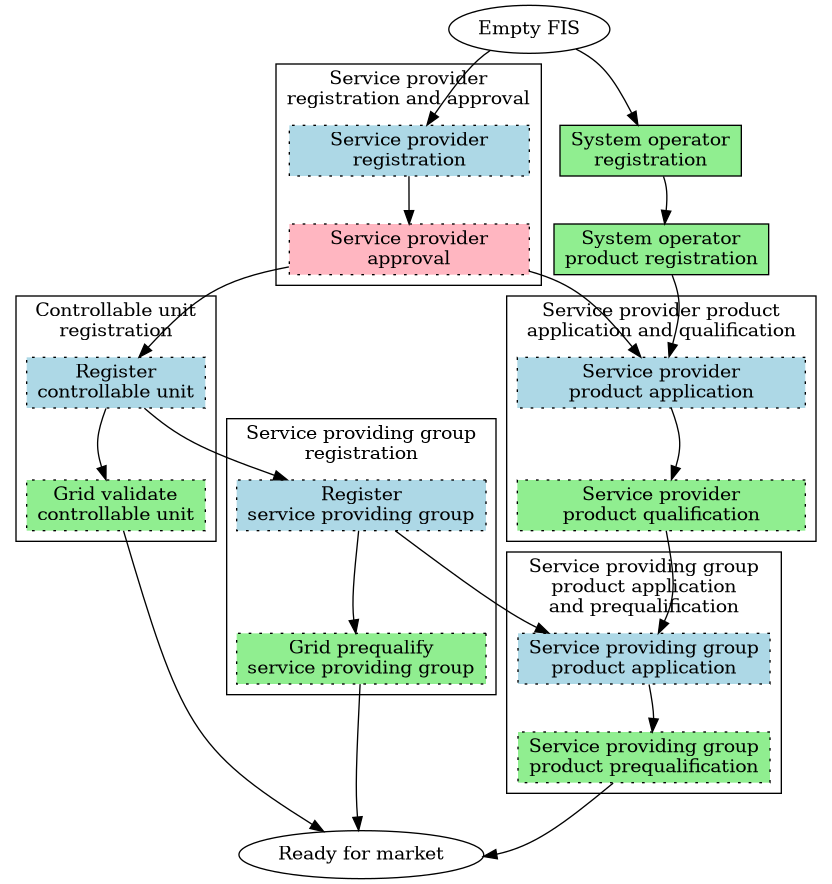 Empty FIS
Service provider
registration and approval
Service provider
registration
System operator
registration
Service provider
approval
System operator
product registration
Controllable unit
registration
Register
controllable unit
Service provider product
application and qualification
Service provider
product application
Grid validate
controllable unit
Service providing group
registration
Register
service providing group
Service provider
product qualification
Service providing group
product application
and prequalification
Grid prequalify
service providing group
Service providing group
product application
Service providing group
product prequalification
Ready for market